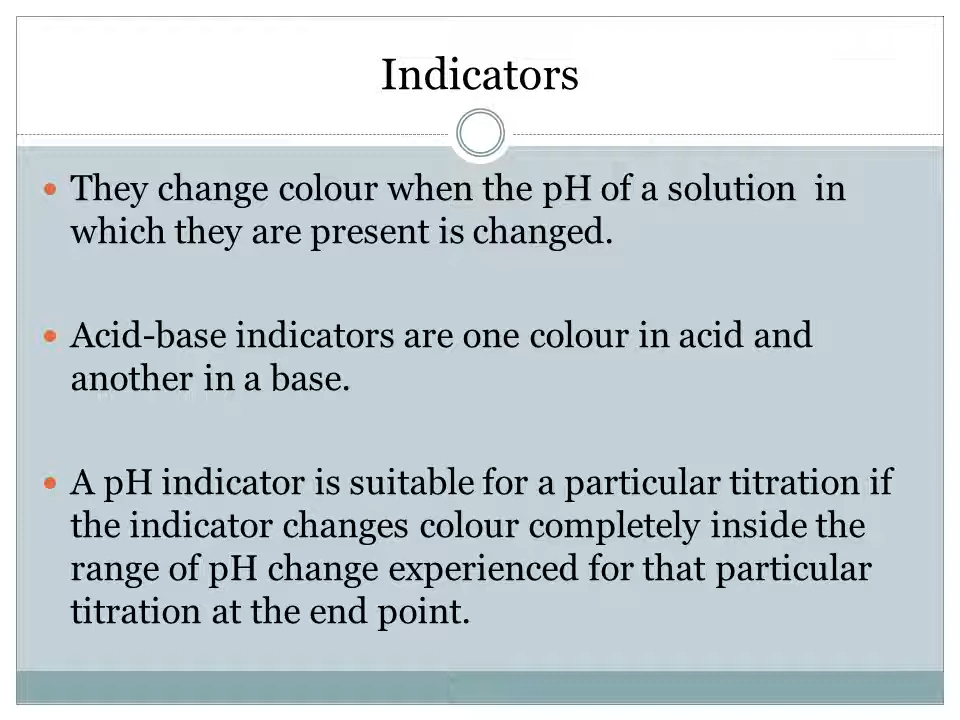 Indicators
They change colour when the pH of a solution  in
which they are present is changed.
Acid-base indicators are one colour in acid and
another in a base.
A pH indicator is suitable for a particular titration if
the indicator changes colour completely inside the
range of pH change experienced for that particular
titration at the end point.